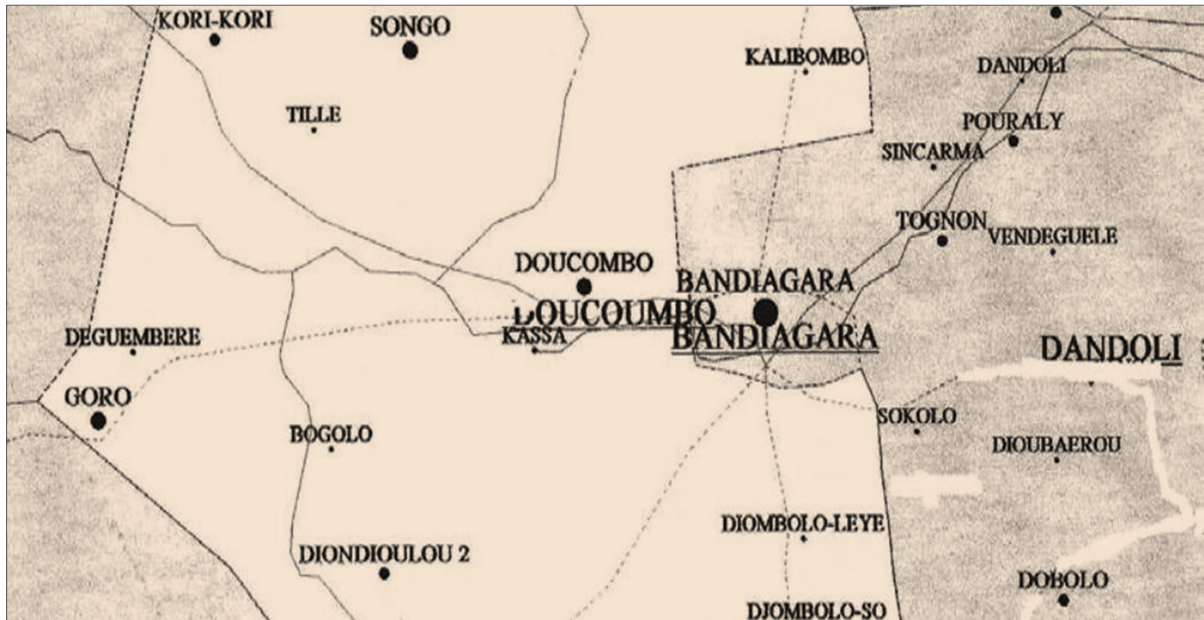 KORI-KORI
SONGO
KALIBOMBO
DANDOLI
TILLE
POURALY
SINCARMA
TOGNON
VENDEGUELE
DOUCOMBO
BANDIAGARA
DOUCOUMBO
KASSA
BANDIAGARA
DEGUEMBERE
DANDOLI
GORO
SOKOLO
BOGOLO
DIOUBAEROU
DIOMBOLO-LEYE
DIONDIOULOU 2
DOBOLO
DJOMBOLO-SO